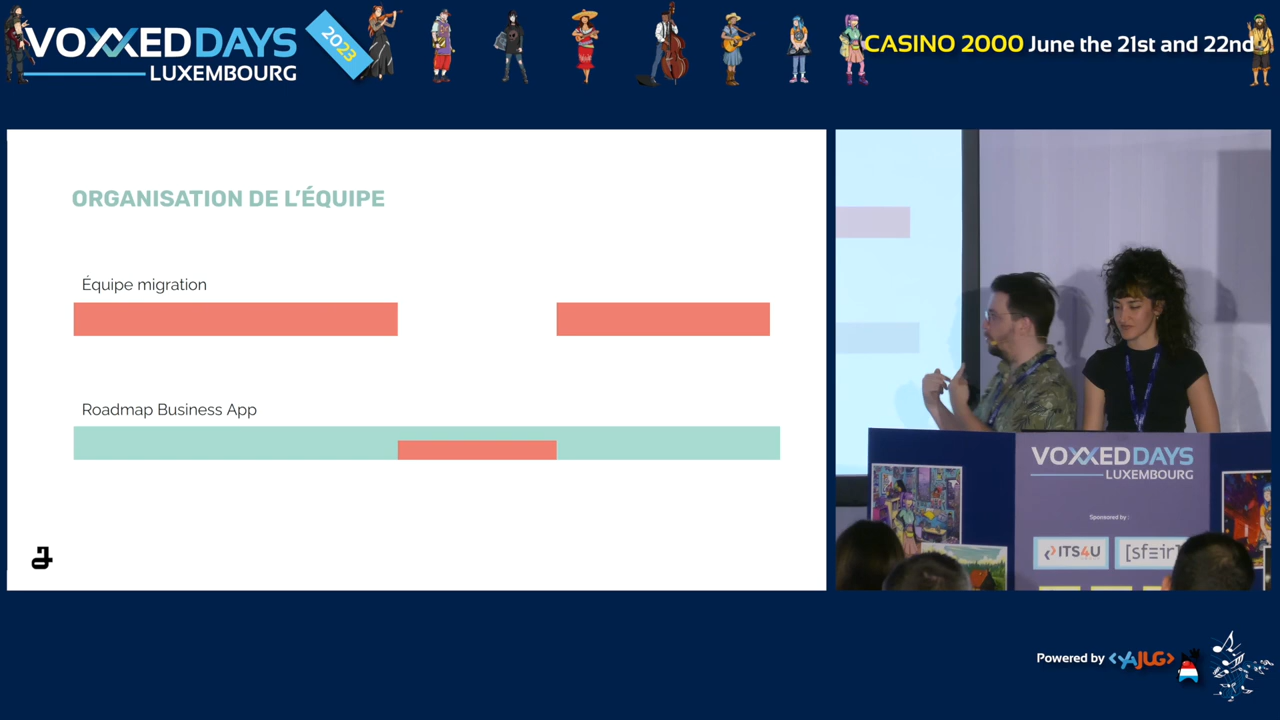 VOXXED DAYS
LUXEMBOURG
2023
CASINO 2000 June the 21st and 22nd
ORGANISATION DE L'ÉQUIPE
Équipe migration
Roadmap Business App
VOXXED DAYS
LUXEMBOURG
Sponsored by :
ITS4U
[sfeir]
Powered by <YAJUG>